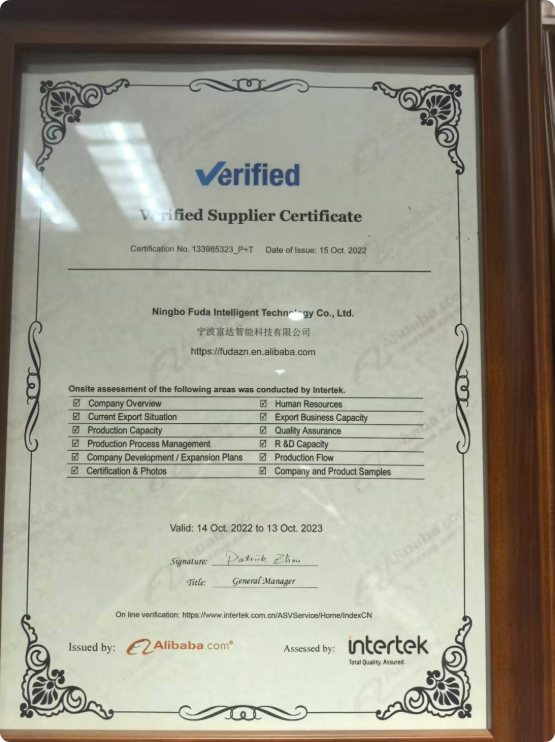 Verified
Verified Supplier Certificate
Certification No. 133985323_P+T Date of Issue: 15 Oct. 2022
Ningbo Fuda Intelligent Technology Co., Ltd.
宁波富达智能科技有限公司
https://fudazn.en.alibaba.com
Onsite assessment of the following areas was conducted by Intertek.
☑ Company Overview ☑ Human Resources
☑ Current Export Situation ☑ Export Business Capacity
☑ Production Capacity ☑ Quality Assurance
☑ Production Process Management ☑ R &D Capacity
☑ Company Development / Expansion Plans ☑ Production Flow
☑ Certification & Photos ☑ Company and Product Samples
Valid: 14 Oct. 2022 to 13 Oct. 2023
Signature: Patrick Zhou
Title: General Manager
On line verification: https://www.intertek.com.cn/ASVService/Home/IndexCN
Issued by: Alibaba.com® Assessed by: intertek
Total Quality. Assured.